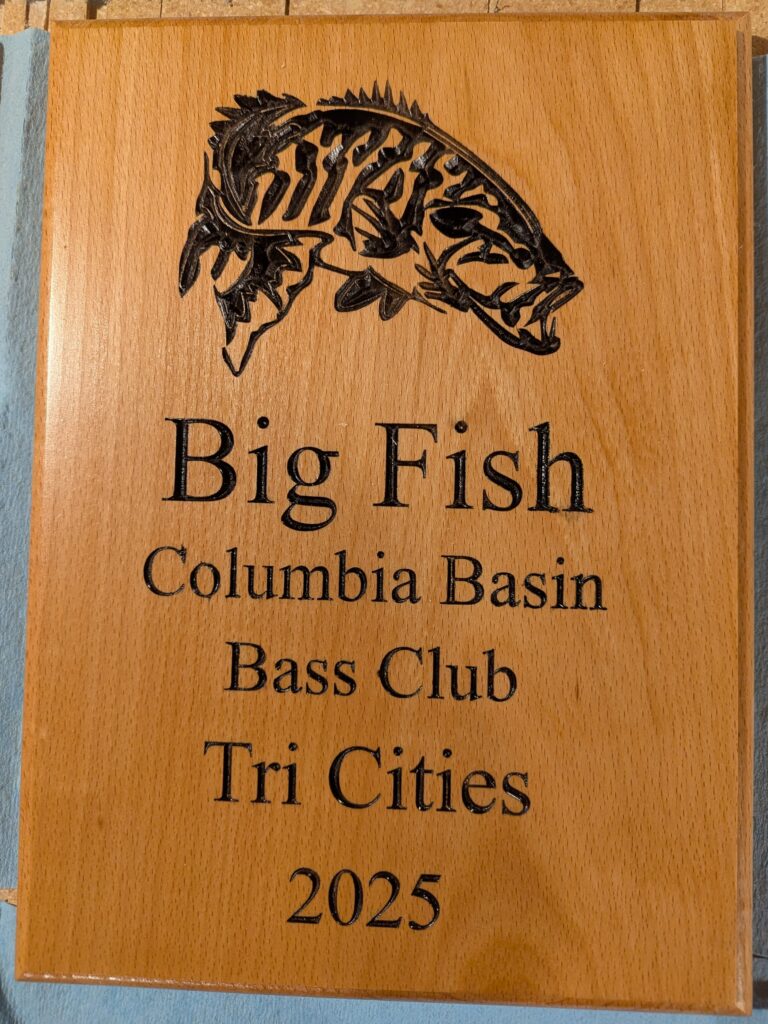 Big Fish
Columbia Basin
Bass Club
Tri Cities
2025